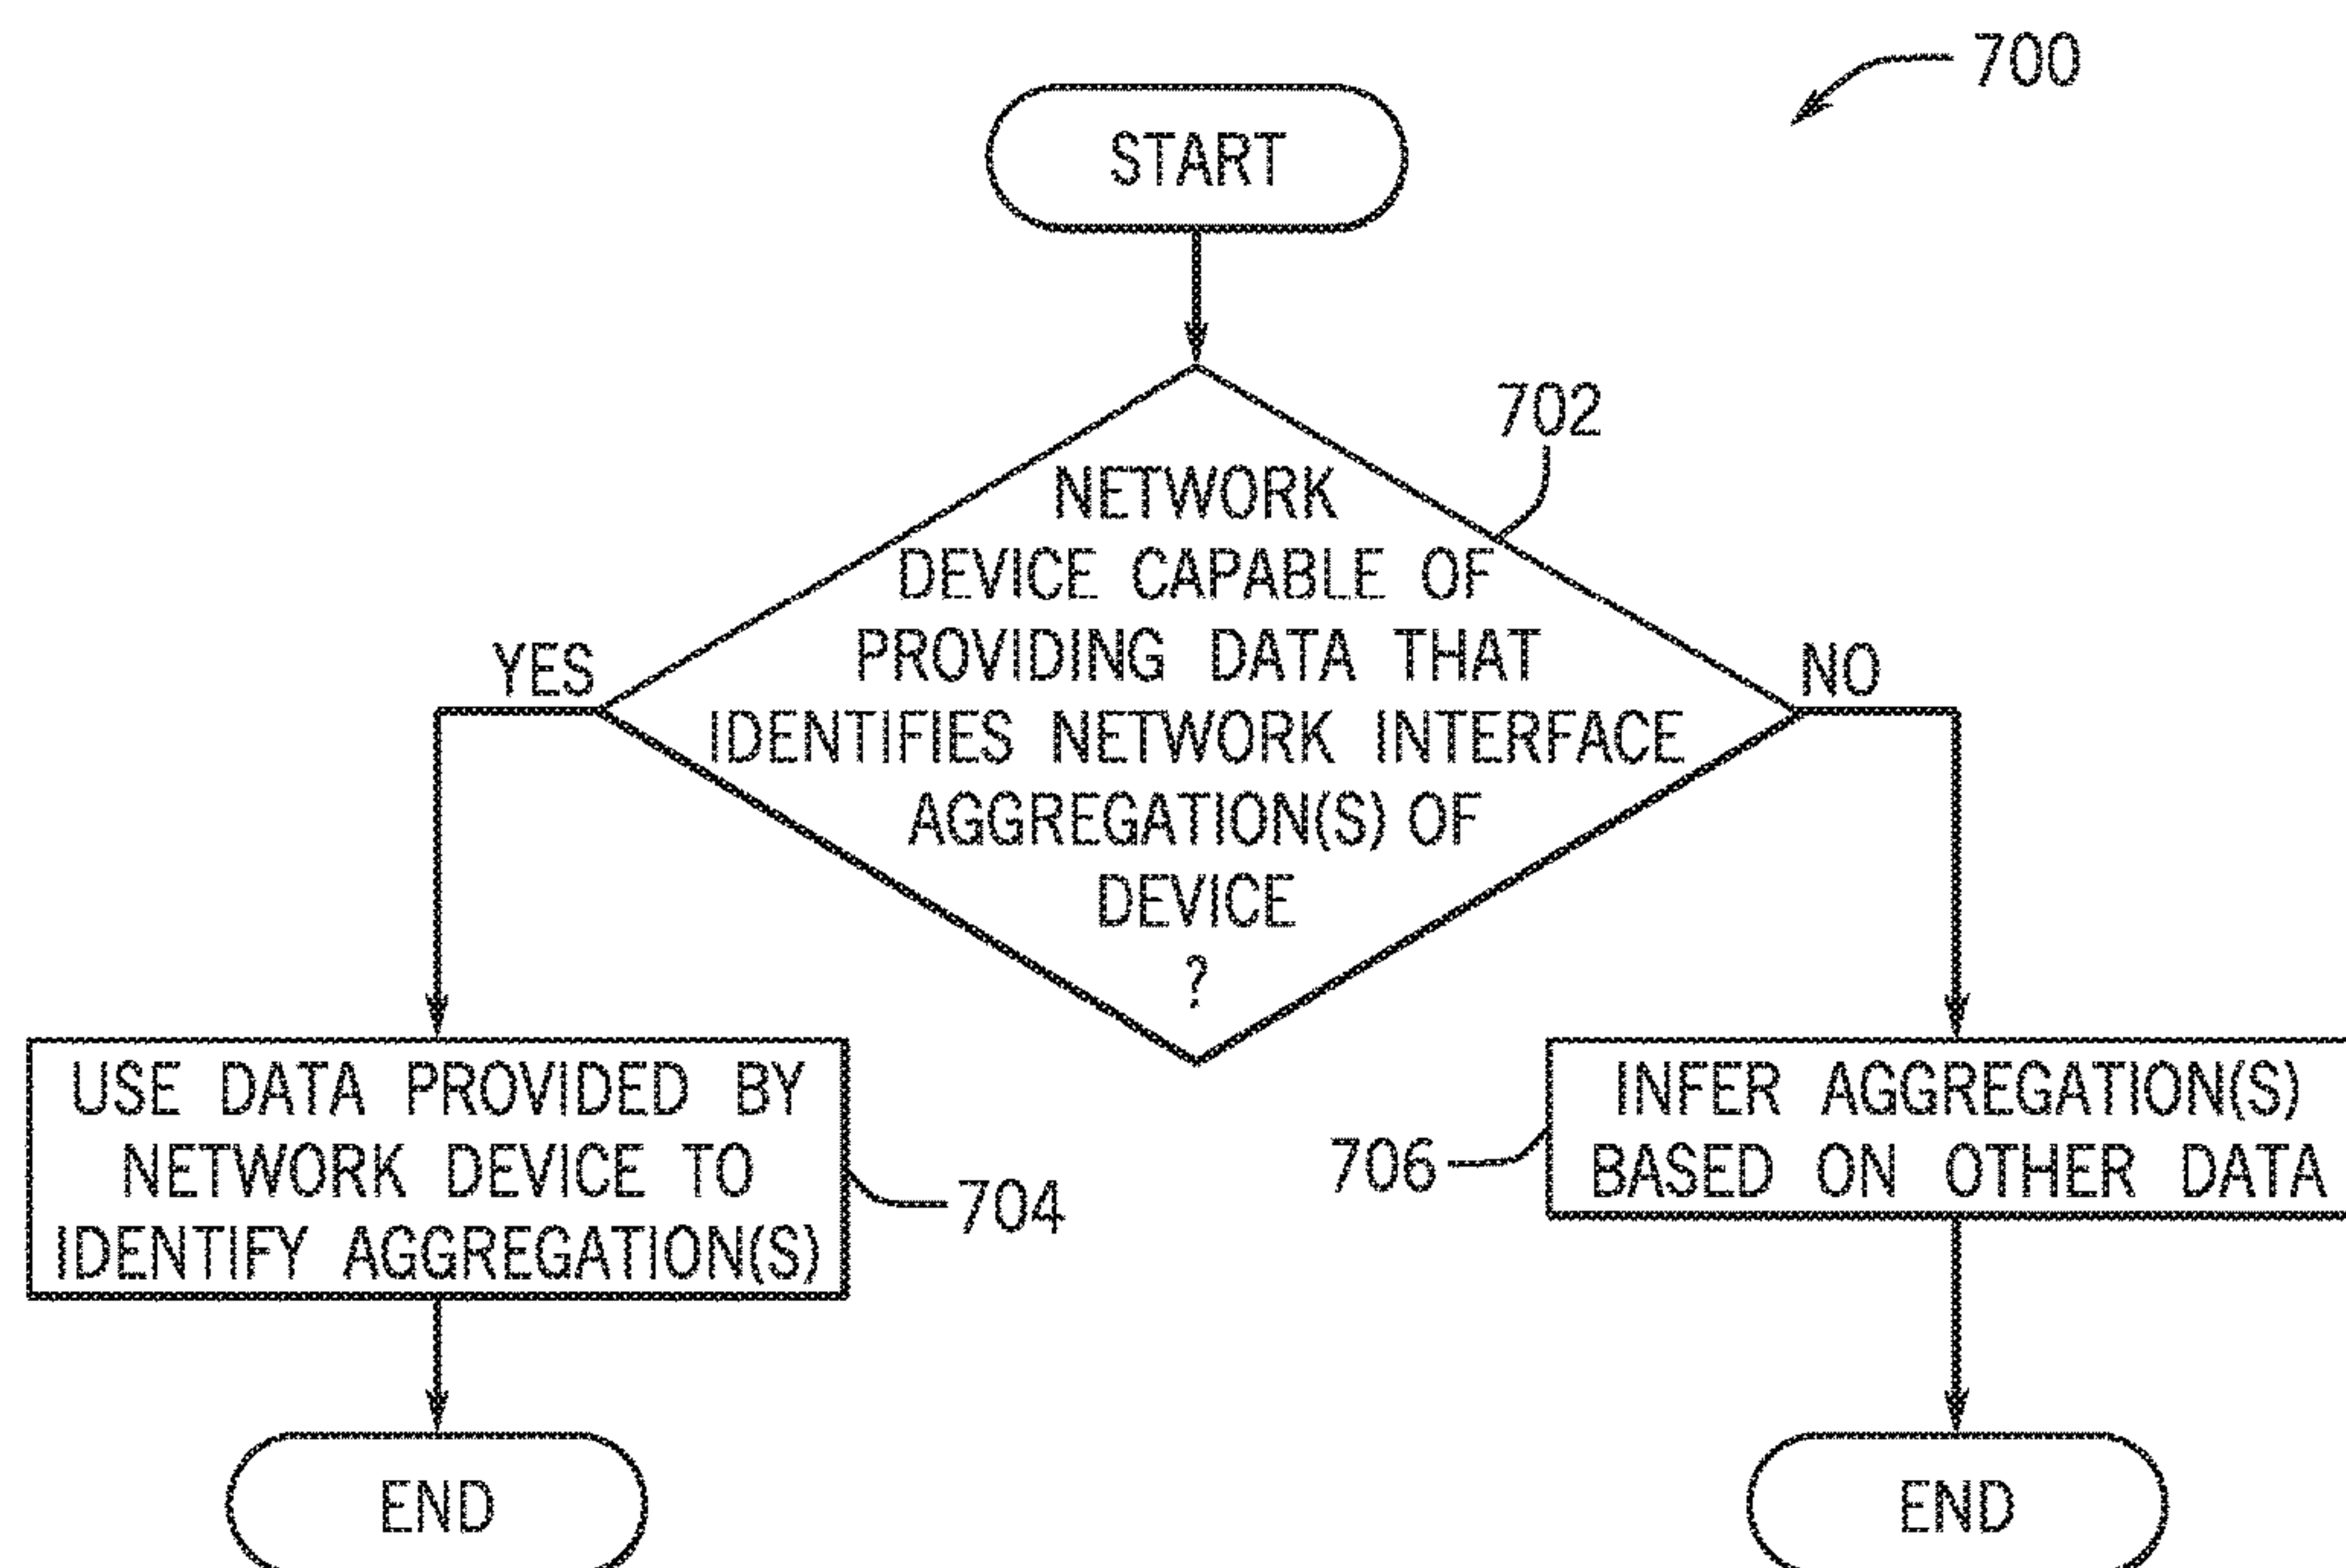 700
START
702
NETWORK
DEVICE CAPABLE OF
PROVIDING DATA THAT
IDENTIFIES NETWORK INTERFACE
AGGREGATION(S) OF
DEVICE
?
YES
NO
USE DATA PROVIDED BY
NETWORK DEVICE TO
IDENTIFY AGGREGATION(S)
704
706
INFER AGGREGATION(S)
BASED ON OTHER DATA
END
END